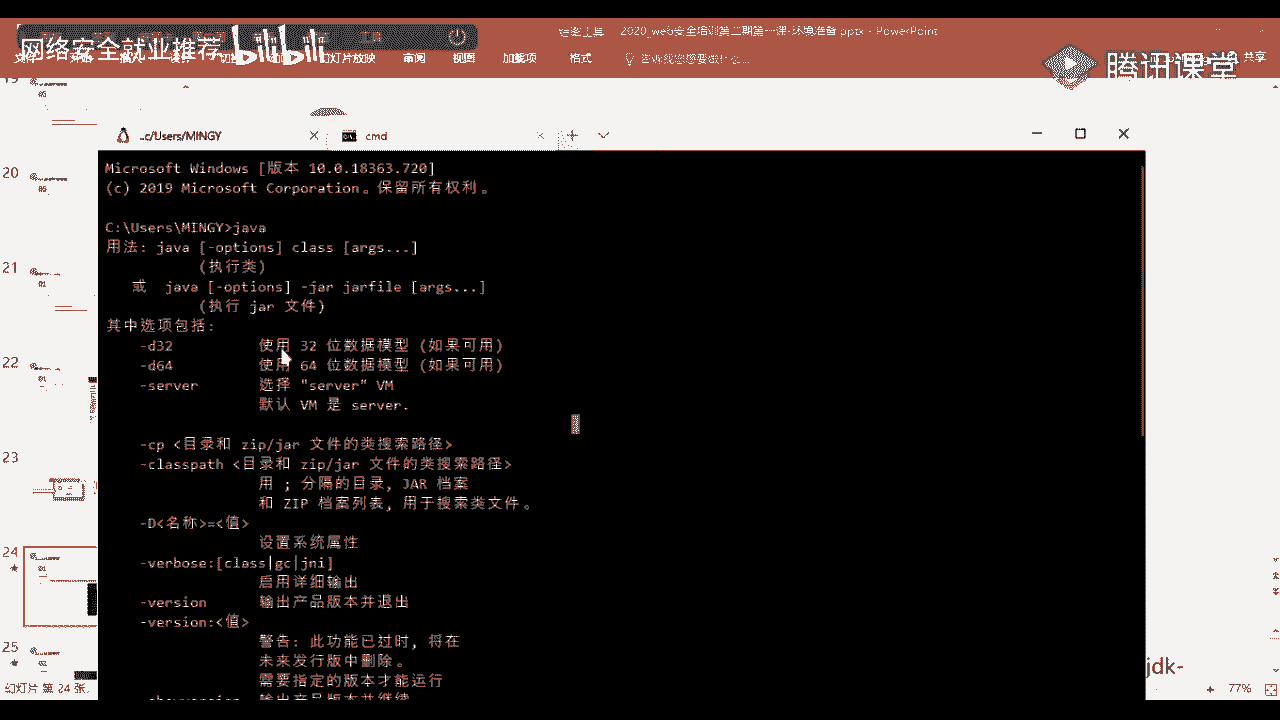 网络安全就业推荐 bilibili
2020_web安全培训第二期第一课-环境准备.pptx - PowerPoint
幻灯片放映 审阅 视图 加载项 格式
共享
腾讯课堂
..c/Users/MINGY
cmd
Microsoft Windows [版本 10.0.18363.720]
(c) 2019 Microsoft Corporation。保留所有权利。
C:\Users\MINGY>java
用法: java [-options] class [args...]
(执行类)
或 java [-options] -jar jarfile [args...]
(执行 jar 文件)
其中选项包括:
-d32 使用 32 位数据模型 (如果可用)
-d64 使用 64 位数据模型 (如果可用)
-server 选择 "server" VM
默认 VM 是 server.
-cp <目录和 zip/jar 文件的类搜索路径>
-classpath <目录和 zip/jar 文件的类搜索路径>
用 ; 分隔的目录, JAR 档案
和 ZIP 档案列表, 用于搜索类文件。
-D<名称>=<值>
设置系统属性
-verbose:[class|gc|jni]
启用详细输出
-version 输出产品版本并退出
-version:<值>
警告: 此功能已过时, 将在
未来发行版中删除。
需要指定的版本才能运行
-showversion 输出产品版本并继续
20
21
22
23
24
25
jdk-
幻灯片 第 24 张,
77%